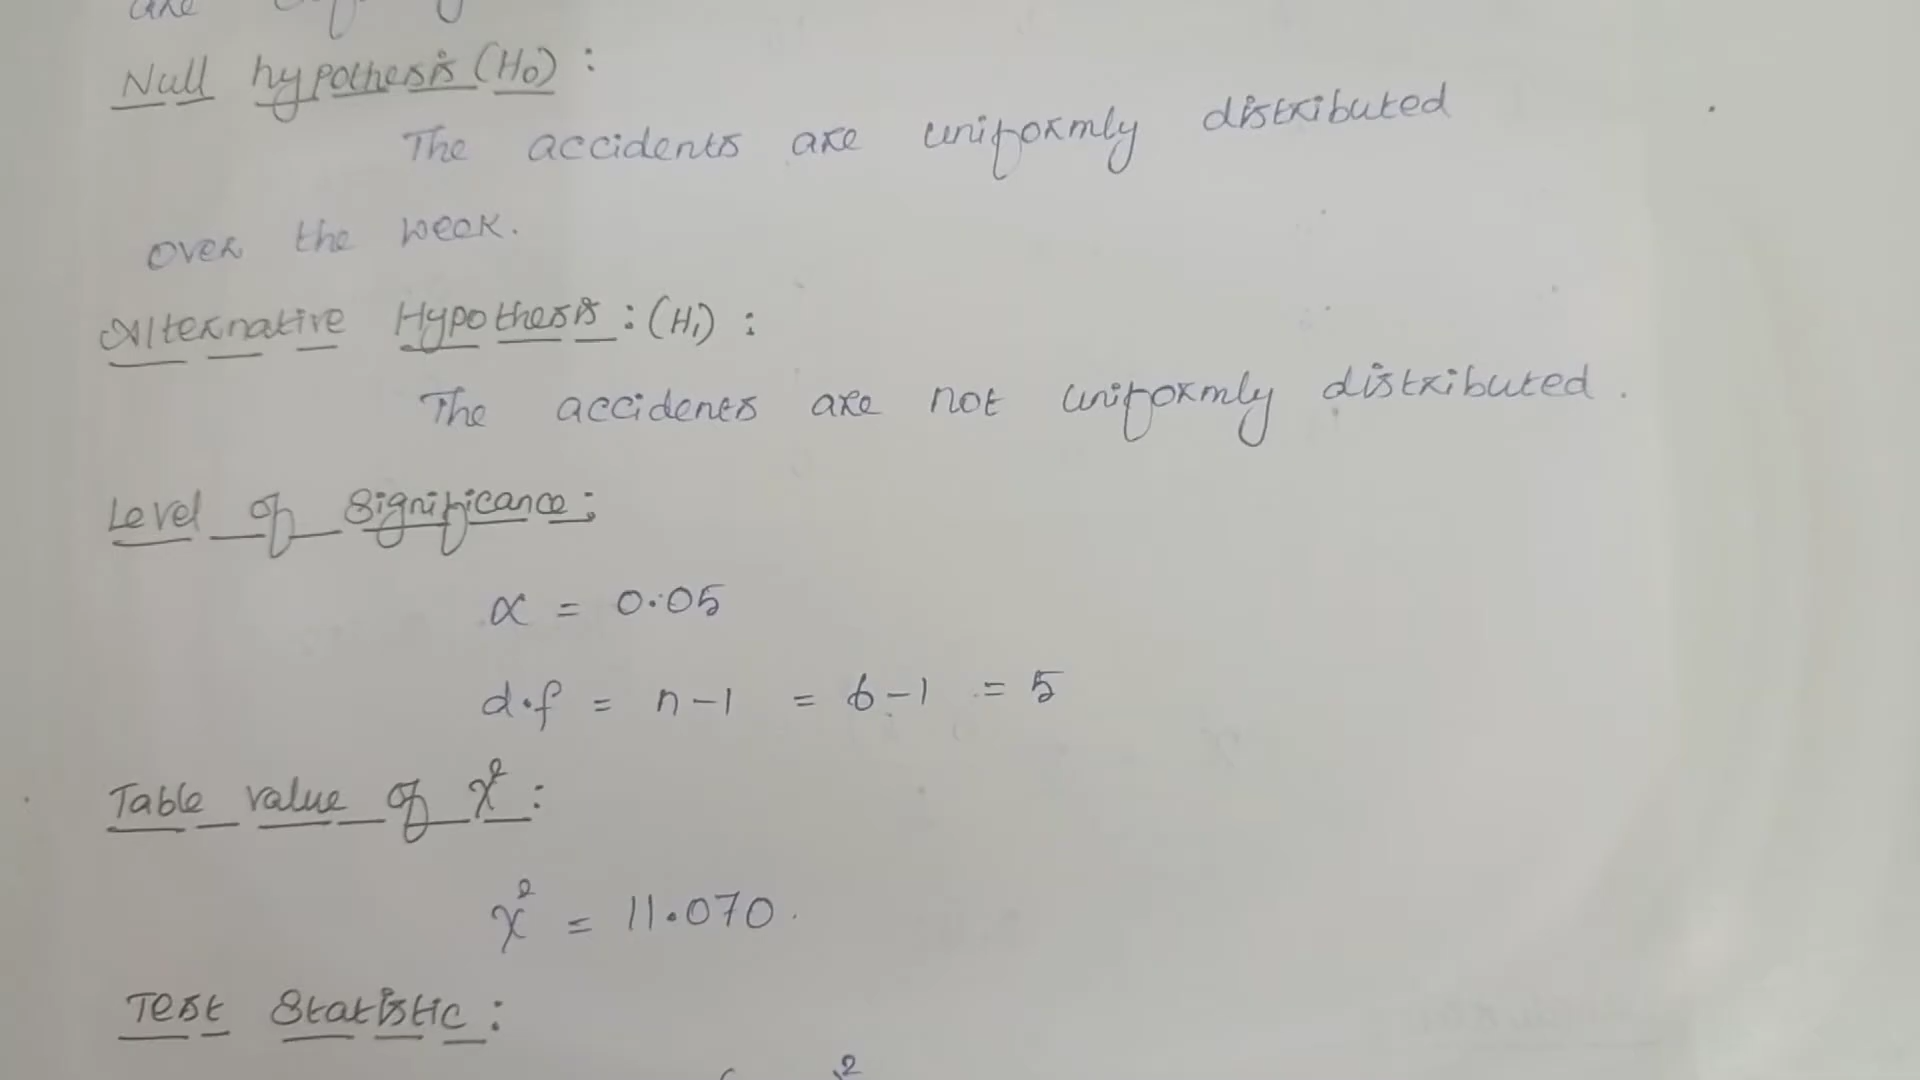 are
Null hypothesis (H0) :
The accidents are uniformly distributed
over the week.
Alternative Hypothesis : (H1) :
The accidents are not uniformly distributed.
Level of Significance :
α = 0.05
d.f = n-1 = 6-1 = 5
Table value of χ² :
χ² = 11.070.
Test Statistic :
2